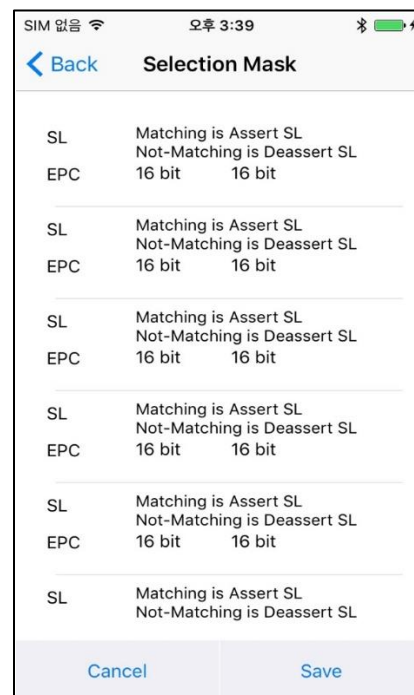 SIM 없음 오후 3:39
Back Selection Mask
SL Matching is Assert SL
Not-Matching is Deassert SL
EPC 16 bit 16 bit
SL Matching is Assert SL
Not-Matching is Deassert SL
EPC 16 bit 16 bit
SL Matching is Assert SL
Not-Matching is Deassert SL
EPC 16 bit 16 bit
SL Matching is Assert SL
Not-Matching is Deassert SL
EPC 16 bit 16 bit
SL Matching is Assert SL
Not-Matching is Deassert SL
EPC 16 bit 16 bit
SL Matching is Assert SL
Not-Matching is Deassert SL
Cancel Save